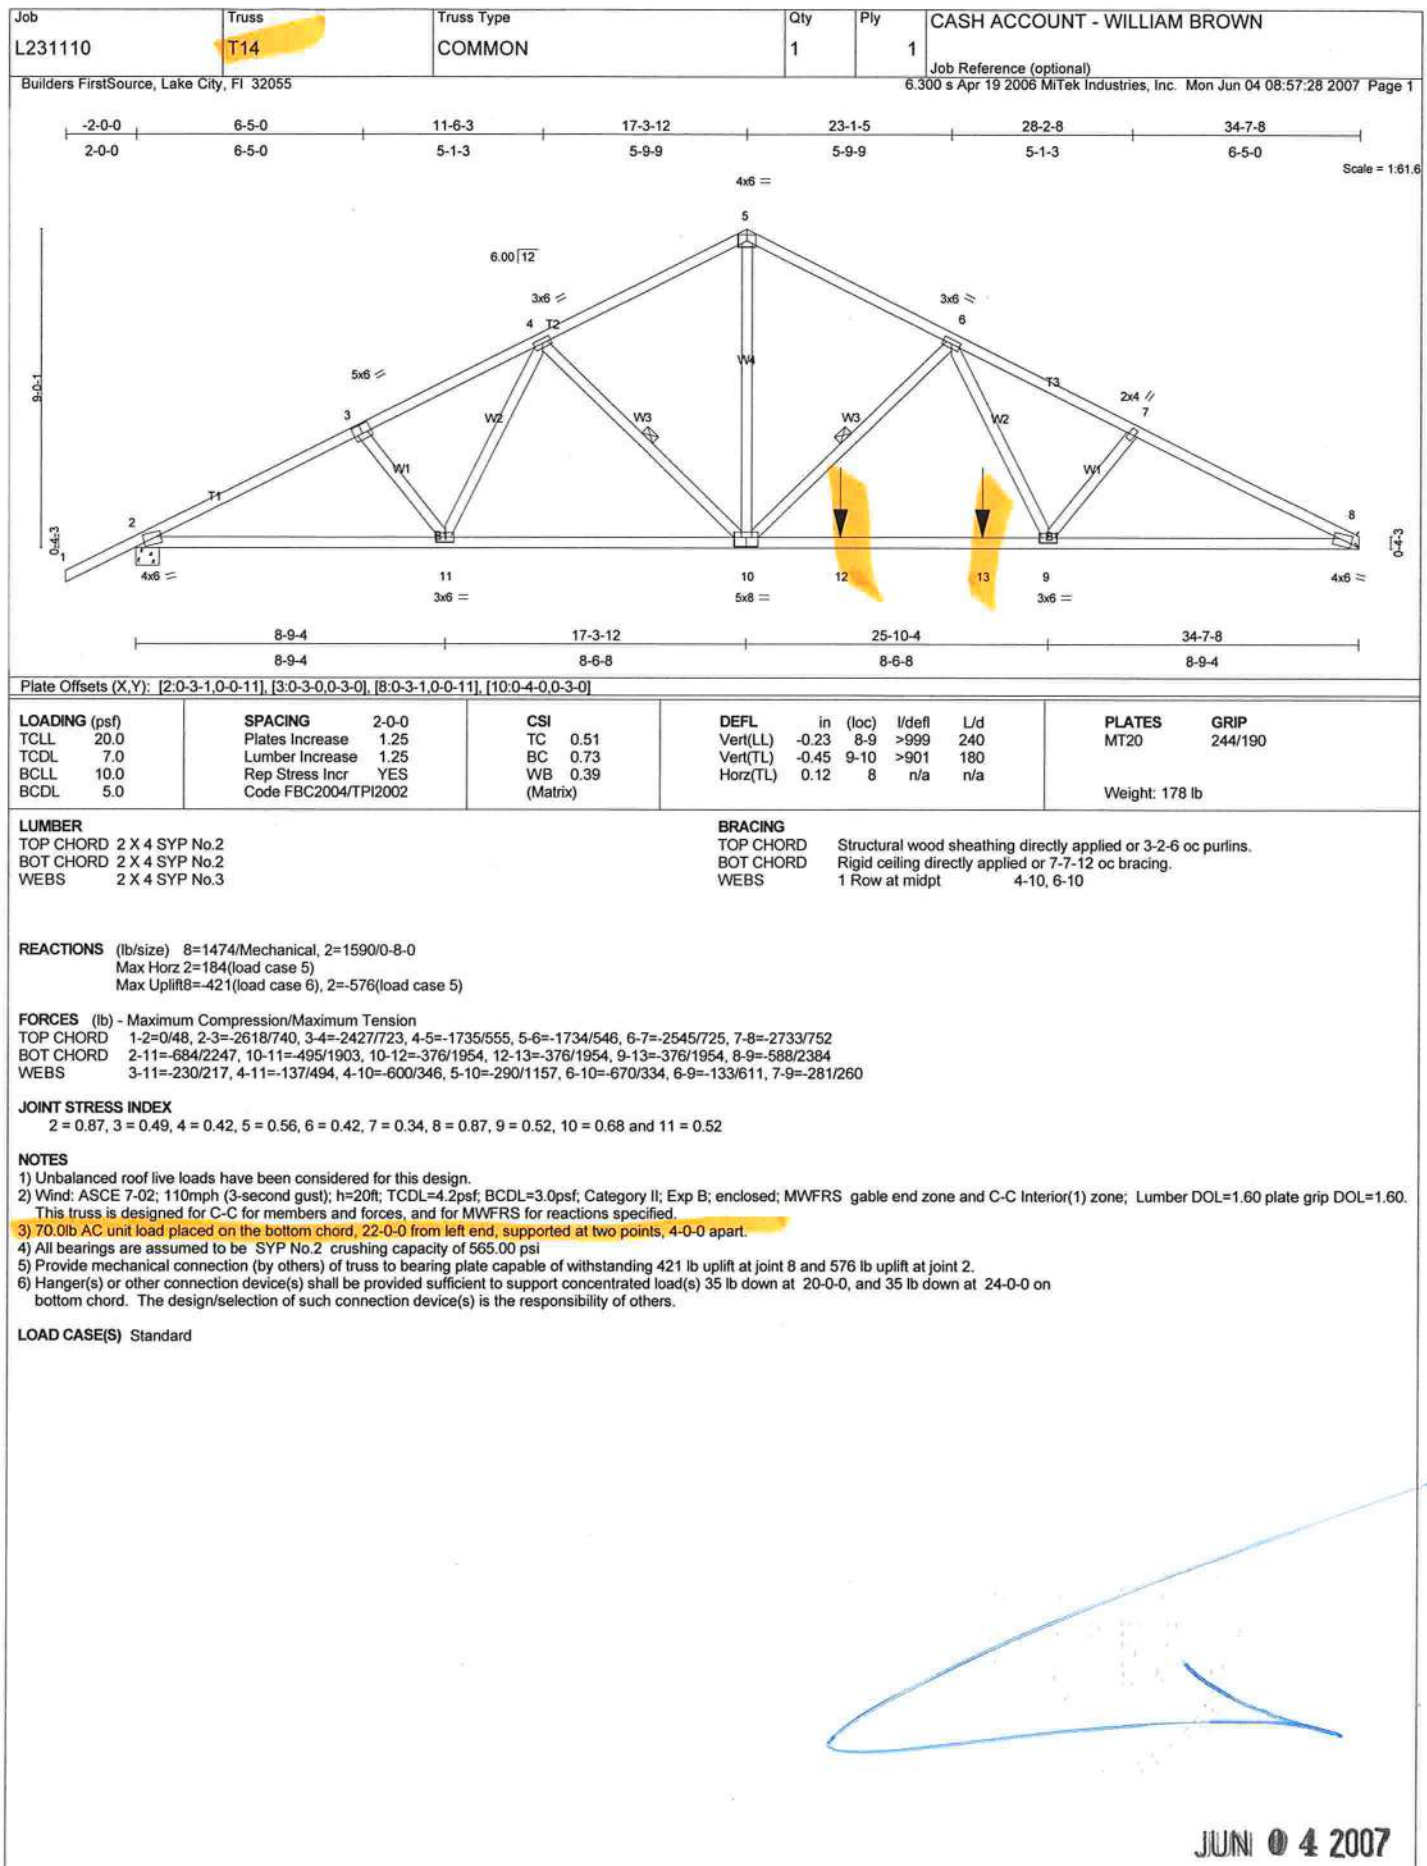 Job Truss Truss Type Qty Ply CASH ACCOUNT - WILLIAM BROWN
L231110 T14 COMMON 1 1
Job Reference (optional)
Builders FirstSource, Lake City, Fl 32055 6.300 s Apr 19 2006 MiTek Industries, Inc. Mon Jun 04 08:57:28 2007 Page 1
-2-0-0 6-5-0 11-6-3 17-3-12 23-1-5 28-2-8 34-7-8
2-0-0 6-5-0 5-1-3 5-9-9 5-9-9 5-1-3 6-5-0
Scale = 1:61.6
4x6 =
5
6.00 12
3x6 3x6
4 T2 6
W4
5x6 T3
2x4
3 7
9-0-1
W2 W3 W3 W2
W1 W1
T1
2 8
0-4-3 1 B1 B1 0-4-3
4x6 = 11 10 12 13 9 4x6 =
3x6 = 5x8 = 3x6 =
8-9-4 17-3-12 25-10-4 34-7-8
8-9-4 8-6-8 8-6-8 8-9-4
Plate Offsets (X,Y): [2:0-3-1,0-0-11], [3:0-3-0,0-3-0], [8:0-3-1,0-0-11], [10:0-4-0,0-3-0]
LOADING (psf) SPACING 2-0-0 CSI DEFL in (loc) l/defl L/d PLATES GRIP
TCLL 20.0 Plates Increase 1.25 TC 0.51 Vert(LL) -0.23 8-9 >999 240 MT20 244/190
TCDL 7.0 Lumber Increase 1.25 BC 0.73 Vert(TL) -0.45 9-10 >901 180
BCLL 10.0 Rep Stress Incr YES WB 0.39 Horz(TL) 0.12 8 n/a n/a
BCDL 5.0 Code FBC2004/TPI2002 (Matrix) Weight: 178 lb
LUMBER BRACING
TOP CHORD 2 X 4 SYP No.2 TOP CHORD Structural wood sheathing directly applied or 3-2-6 oc purlins.
BOT CHORD 2 X 4 SYP No.2 BOT CHORD Rigid ceiling directly applied or 7-7-12 oc bracing.
WEBS 2 X 4 SYP No.3 WEBS 1 Row at midpt 4-10, 6-10
REACTIONS (lb/size) 8=1474/Mechanical, 2=1590/0-8-0
Max Horz 2=184(load case 5)
Max Uplift8=-421(load case 6), 2=-576(load case 5)
FORCES (lb) - Maximum Compression/Maximum Tension
TOP CHORD 1-2=0/48, 2-3=-2618/740, 3-4=-2427/723, 4-5=-1735/555, 5-6=-1734/546, 6-7=-2545/725, 7-8=-2733/752
BOT CHORD 2-11=-684/2247, 10-11=-495/1903, 10-12=-376/1954, 12-13=-376/1954, 9-13=-376/1954, 8-9=-588/2384
WEBS 3-11=-230/217, 4-11=-137/494, 4-10=-600/346, 5-10=-290/1157, 6-10=-670/334, 6-9=-133/611, 7-9=-281/260
JOINT STRESS INDEX
2 = 0.87, 3 = 0.49, 4 = 0.42, 5 = 0.56, 6 = 0.42, 7 = 0.34, 8 = 0.87, 9 = 0.52, 10 = 0.68 and 11 = 0.52
NOTES
1) Unbalanced roof live loads have been considered for this design.
2) Wind: ASCE 7-02; 110mph (3-second gust); h=20ft; TCDL=4.2psf; BCDL=3.0psf; Category II; Exp B; enclosed; MWFRS gable end zone and C-C Interior(1) zone; Lumber DOL=1.60 plate grip DOL=1.60.
This truss is designed for C-C for members and forces, and for MWFRS for reactions specified.
3) 70.0lb AC unit load placed on the bottom chord, 22-0-0 from left end, supported at two points, 4-0-0 apart.
4) All bearings are assumed to be SYP No.2 crushing capacity of 565.00 psi
5) Provide mechanical connection (by others) of truss to bearing plate capable of withstanding 421 lb uplift at joint 8 and 576 lb uplift at joint 2.
6) Hanger(s) or other connection device(s) shall be provided sufficient to support concentrated load(s) 35 lb down at 20-0-0, and 35 lb down at 24-0-0 on
bottom chord. The design/selection of such connection device(s) is the responsibility of others.
LOAD CASE(S) Standard
JUN 04 2007